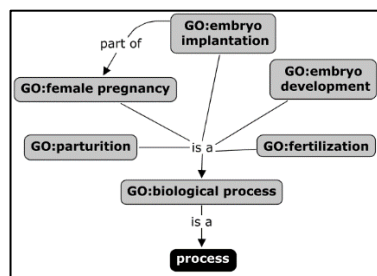 GO:embryo
implantation
part of
GO:embryo
development
GO:female pregnancy
GO:parturition
is a
GO:fertilization
GO:biological process
is a
process